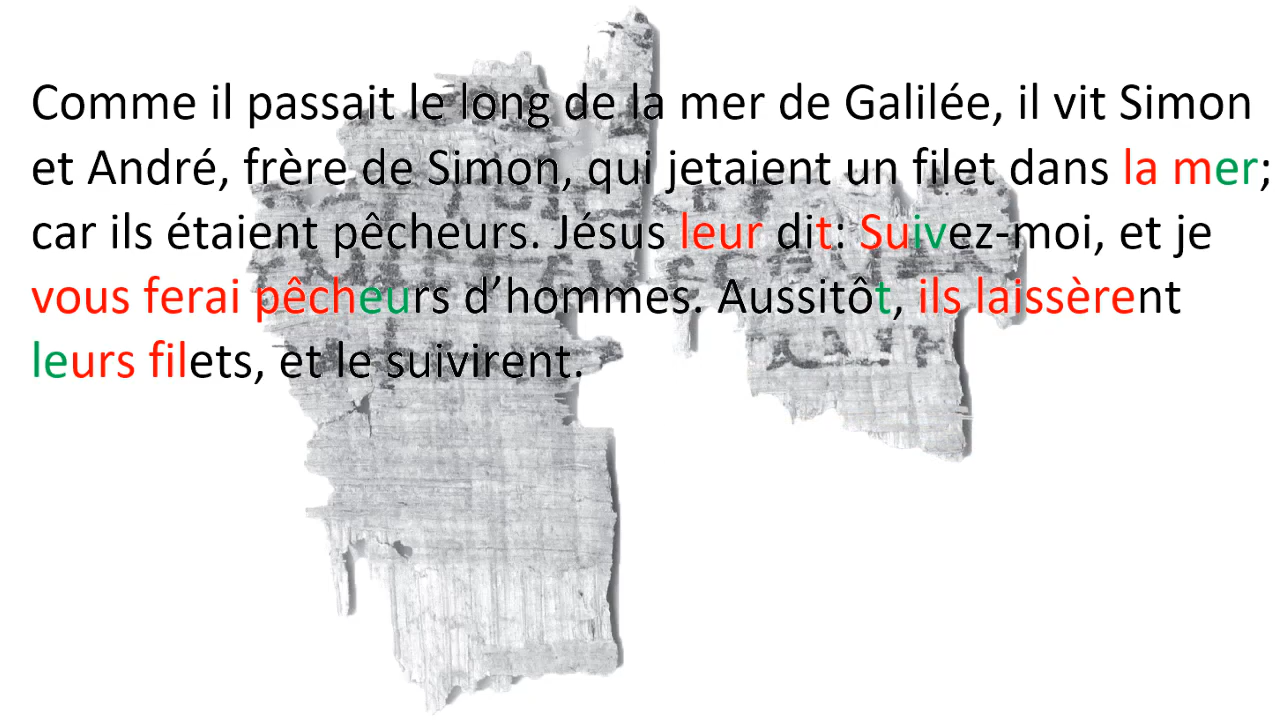 Comme il passait le long de la mer de Galilée, il vit Simon
et André, frère de Simon, qui jetaient un filet dans la mer;
car ils étaient pêcheurs. Jésus leur dit: Suivez-moi, et je
vous ferai pêcheurs d’hommes. Aussitôt, ils laissèrent
leurs filets, et le suivirent.